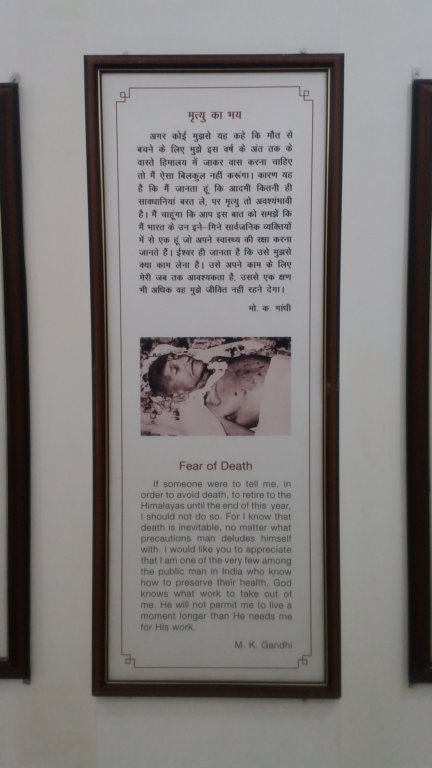 मृत्यु का भय
अगर कोई मुझसे यह कहे कि मौत से
बचने के लिए मुझे इस वर्ष के अंत तक के
वास्ते हिमालय में जाकर वास करना चाहिए
तो मैं ऐसा बिलकुल नहीं करूंगा। कारण यह
है कि मैं जानता हूं कि आदमी कितनी ही
सावधानियां बरत ले, पर मृत्यु तो अवश्यंभावी
है। मैं चाहूंगा कि आप इस बात को समझें कि
मैं भारत के उन इने-गिने सार्वजनिक व्यक्तियों
में से एक हूं जो अपने स्वास्थ्य की रक्षा करना
जानते हैं। ईश्वर ही जानता है कि उसे मुझसे
क्या काम लेना है। उसे अपने काम के लिए
मेरी जब तक आवश्यकता है, उससे एक क्षण
भी अधिक वह मुझे जीवित नहीं रहने देगा।
मो. क. गांधी
Fear of Death
If someone were to tell me, in
order to avoid death, to retire to the
Himalayas until the end of this year,
I should not do so. For I know that
death is inevitable, no matter what
precautions man deludes himself
with. I would like you to appreciate
that I am one of the very few among
the public man in India who know
how to preserve their health. God
knows what work to take out of
me. He will not permit me to live a
moment longer than He needs me
for His work.
M. K. Gandhi